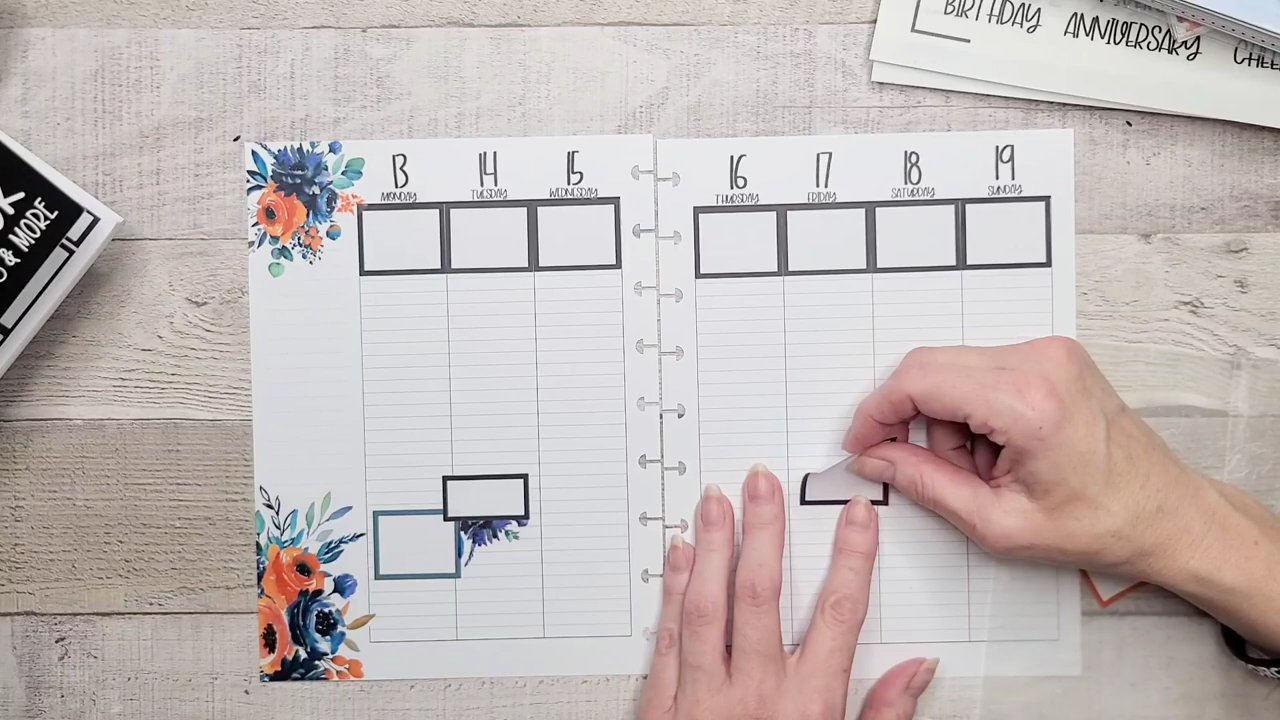 BIRTHDAY ANNIVERSARY
& MORE
13 14 15 16 17 18 19
MONDAY TUESDAY WEDNESDAY THURSDAY FRIDAY SATURDAY SUNDAY